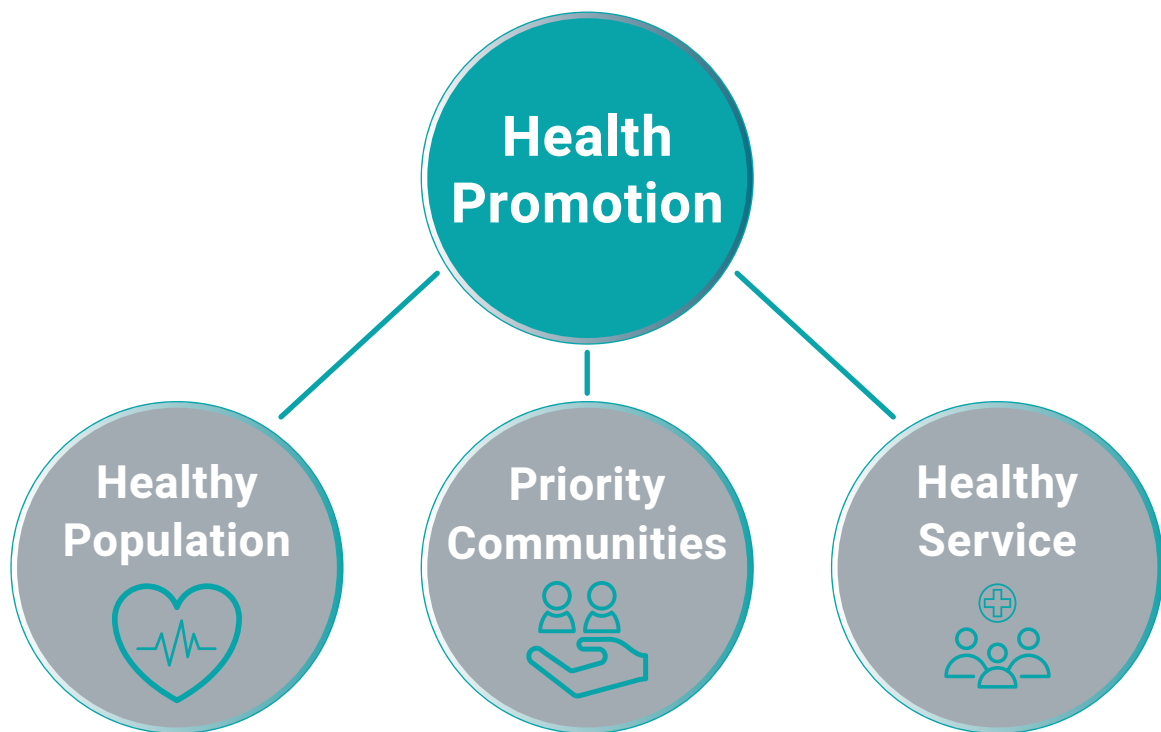 Health
Promotion
Healthy
Population
Priority
Communities
Healthy
Service